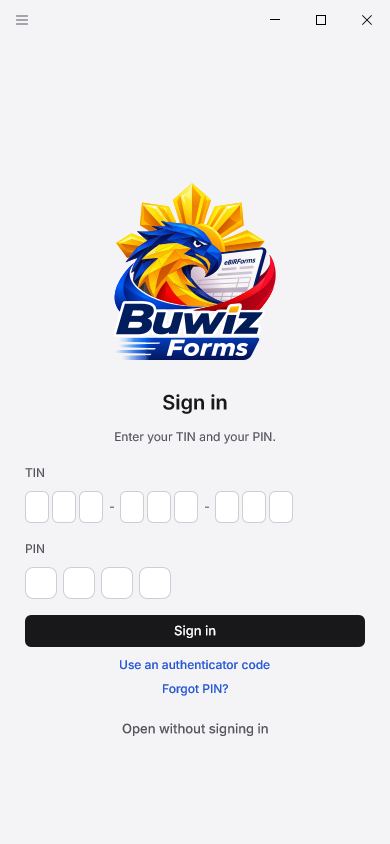 eBIRForms
Buwiz
Forms
Sign in
Enter your TIN and your PIN.
TIN
- -
PIN
Sign in
Use an authenticator code
Forgot PIN?
Open without signing in